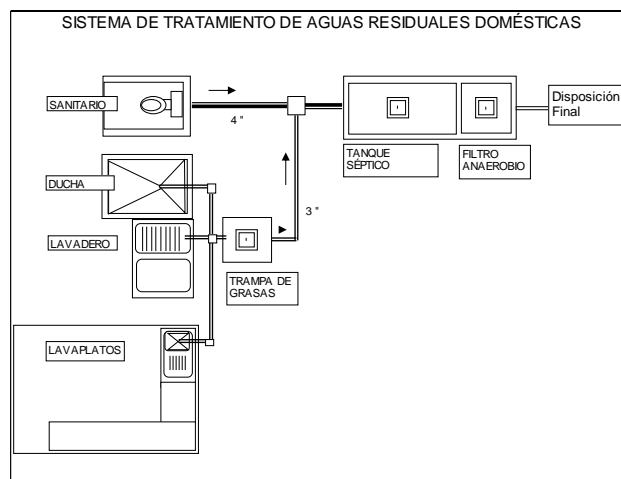 SISTEMA DE TRATAMIENTO DE AGUAS RESIDUALES DOMÉSTICAS
SANITARIO
4 "
Disposición
Final
TANQUE
SÉPTICO
FILTRO
ANAEROBIO
DUCHA
3 "
LAVADERO
TRAMPA DE
GRASAS
LAVAPLATOS